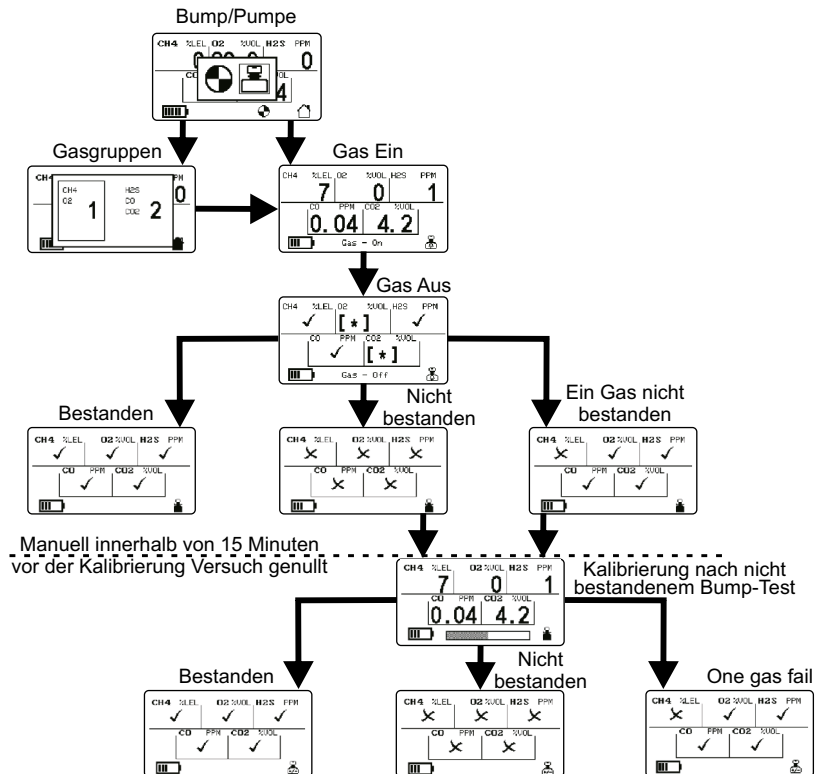 Bump/Pumpe
CH4 %LEL O2 %VOL H2S PPM
0
4
Gasgruppen
CH4
O2
1
H2S
CO
CO2
2
0
Gas Ein
CH4 %LEL O2 %VOL H2S PPM
7 0 1
CO PPM CO2 %VOL
0.04 4.2
Gas - On
Gas Aus
CH4 %LEL O2 %VOL H2S PPM
✓ [*] ✓
CO PPM CO2 %VOL
✓ [*]
Gas - Off
Bestanden
CH4 %LEL O2 %VOL H2S PPM
✓ ✓ ✓
CO PPM CO2 %VOL
✓ ✓
Nicht
bestanden
CH4 %LEL O2 %VOL H2S PPM
✗ ✗ ✗
CO PPM CO2 %VOL
✗ ✗
Ein Gas nicht
bestanden
CH4 %LEL O2 %VOL H2S PPM
✗ ✓ ✓
CO PPM CO2 %VOL
✓ ✓
Manuell innerhalb von 15 Minuten
vor der Kalibrierung Versuch genullt
CH4 %LEL O2 %VOL H2S PPM
7 0 1
CO PPM CO2 %VOL
0.04 4.2
Kalibrierung nach nicht
bestandenem Bump-Test
Bestanden
CH4 %LEL O2 %VOL H2S PPM
✓ ✓ ✓
CO PPM CO2 %VOL
✓ ✓
Nicht
bestanden
CH4 %LEL O2 %VOL H2S PPM
✗ ✗ ✗
CO PPM CO2 %VOL
✗ ✗
One gas fail
CH4 %LEL O2 %VOL H2S PPM
✗ ✓ ✓
CO PPM CO2 %VOL
✓ ✓